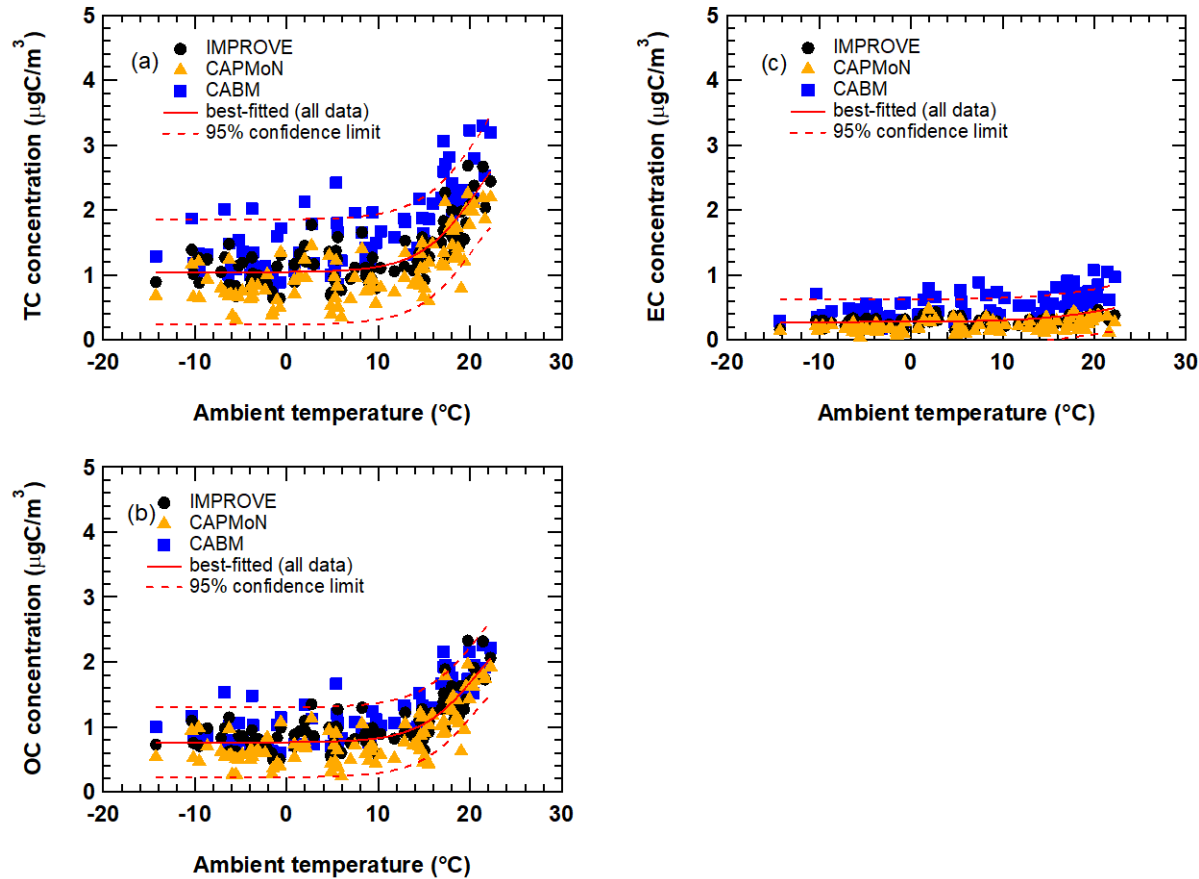 5
4
3
2
1
0
TC concentration (µgC/m³)
(a)
IMPROVE
CAPMoN
CABM
best-fitted (all data)
95% confidence limit
-20
-10
0
10
20
30
Ambient temperature (°C)
5
4
3
2
1
0
EC concentration (µgC/m³)
(c)
IMPROVE
CAPMoN
CABM
best-fitted (all data)
95% confidence limit
-20
-10
0
10
20
30
Ambient temperature (°C)
5
4
3
2
1
0
OC concentration (µgC/m³)
(b)
IMPROVE
CAPMoN
CABM
best-fitted (all data)
95% confidence limit
-20
-10
0
10
20
30
Ambient temperature (°C)